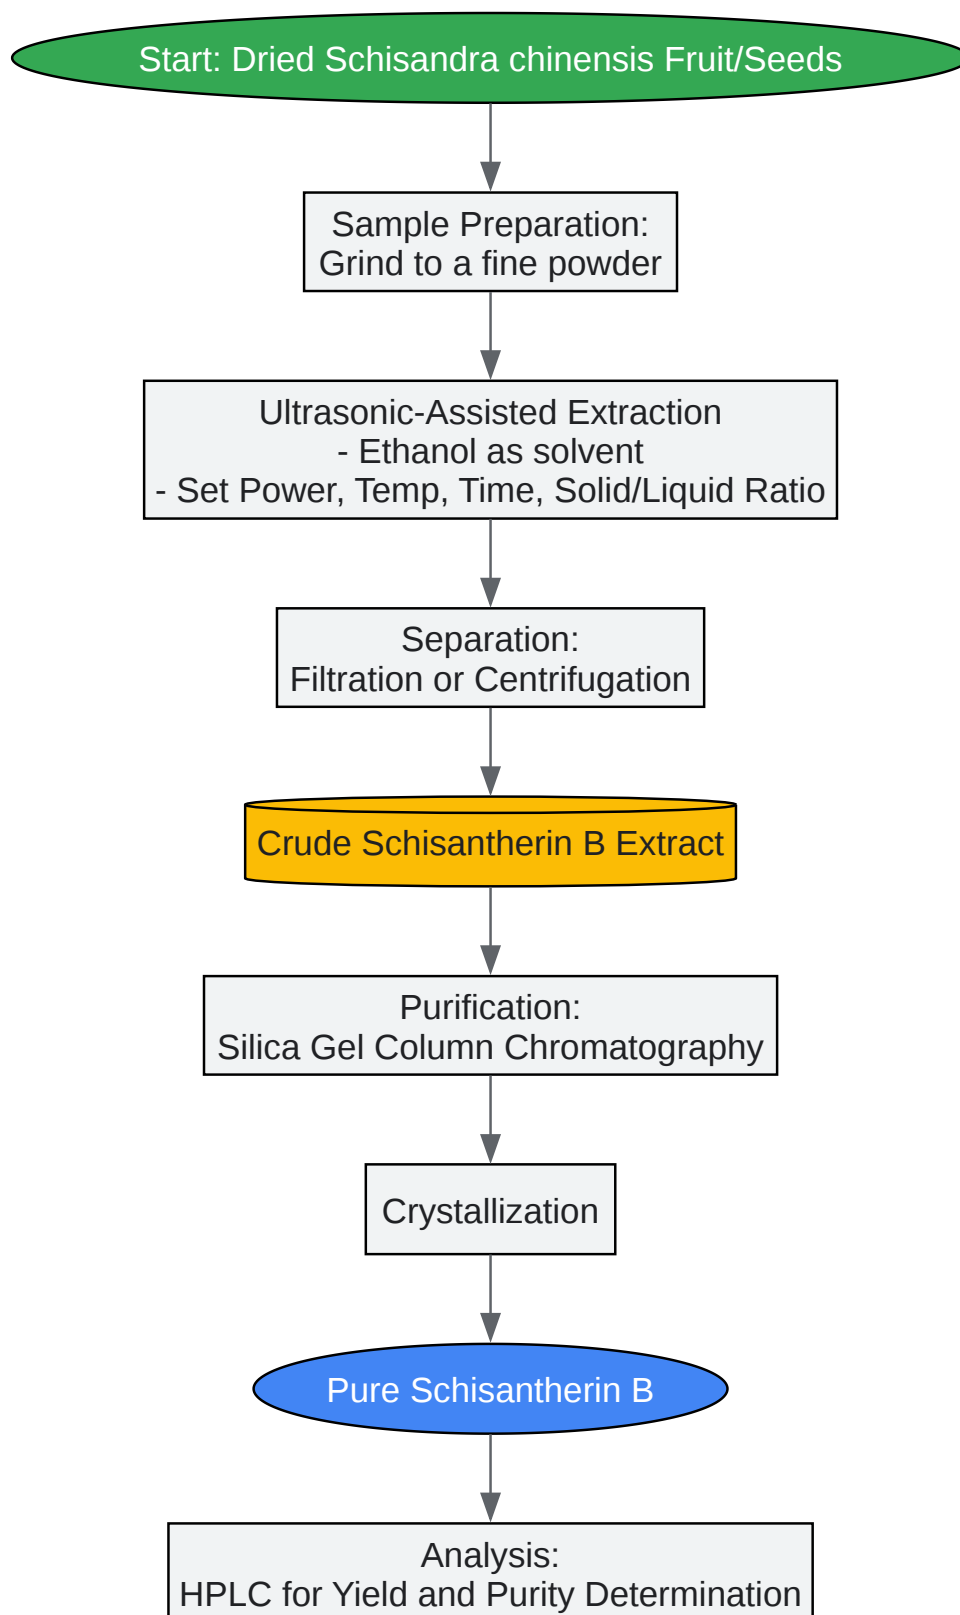 Start: Dried Schisandra chinensis Fruit/Seeds
Sample Preparation:
Grind to a fine powder
Ultrasonic-Assisted Extraction
- Ethanol as solvent
- Set Power, Temp, Time, Solid/Liquid Ratio
Separation:
Filtration or Centrifugation
Crude Schisantherin B Extract
Purification:
Silica Gel Column Chromatography
Crystallization
Pure Schisantherin B
Analysis:
HPLC for Yield and Purity Determination